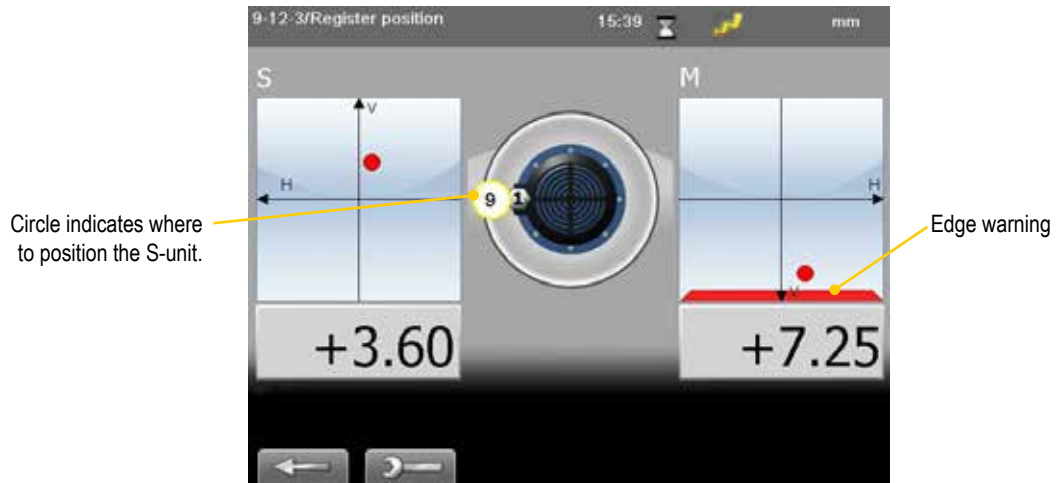 9-12-3/Register position 15:39 mm
S M
V
H
H
9 1
V
+3.60 +7.25
Circle indicates where
to position the S-unit.
Edge warning